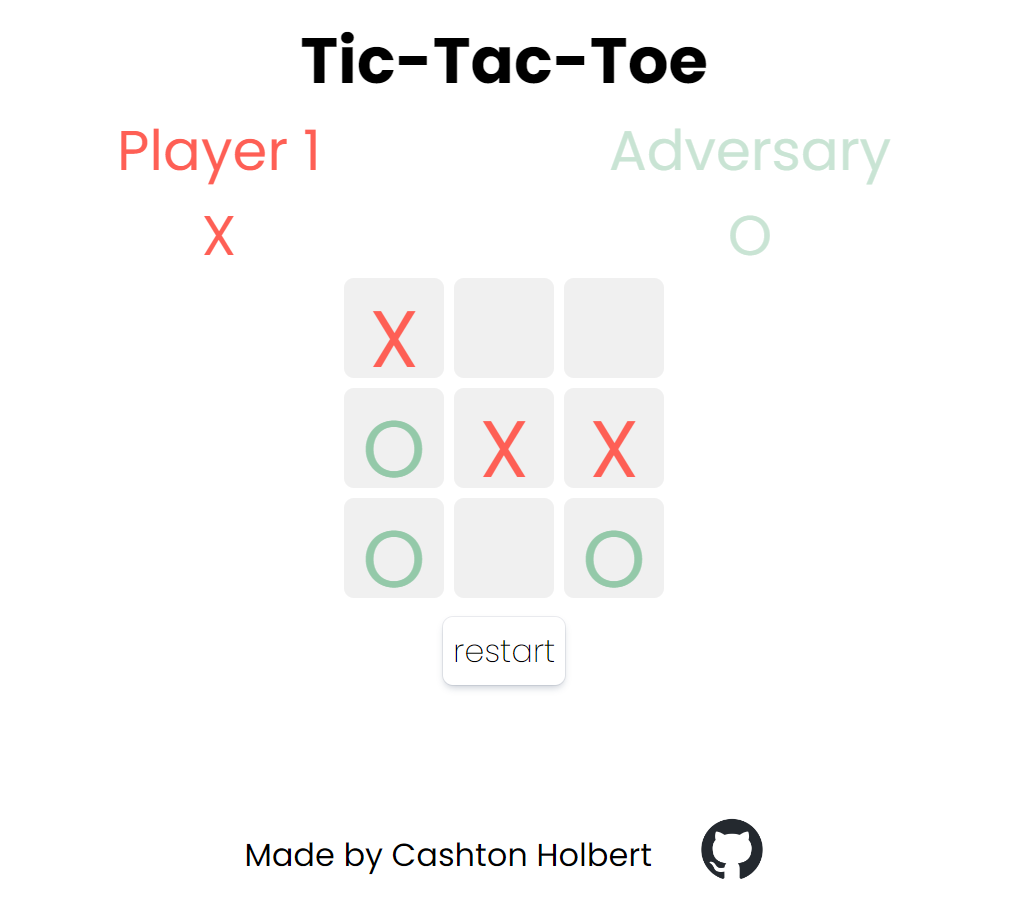 Tic-Tac-Toe
Player 1 Adversary
X O
X
O X X
O O
restart
Made by Cashton Holbert